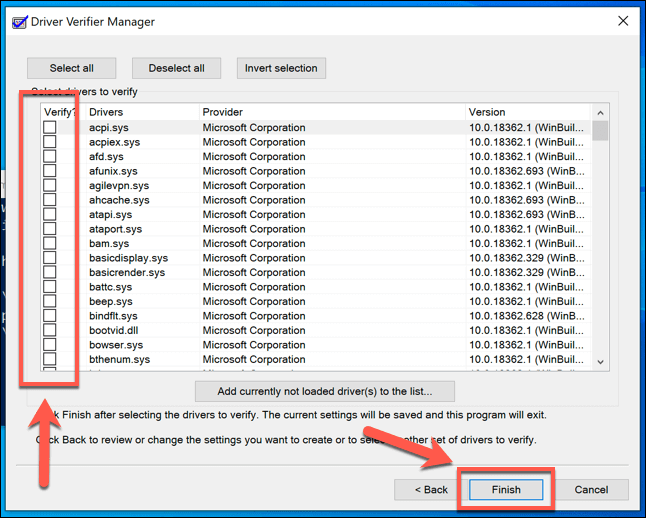 Driver Verifier Manager
Select all Deselect all Invert selection
Select drivers to verify
Verify? Drivers Provider Version
acpi.sys Microsoft Corporation 10.0.18362.1 (WinBuil...
acpiex.sys Microsoft Corporation 10.0.18362.1 (WinBuil...
afd.sys Microsoft Corporation 10.0.18362.1 (WinBuil...
afunix.sys Microsoft Corporation 10.0.18362.693 (WinB...
agilevpn.sys Microsoft Corporation 10.0.18362.693 (WinB...
ahcache.sys Microsoft Corporation 10.0.18362.693 (WinB...
atapi.sys Microsoft Corporation 10.0.18362.693 (WinB...
ataport.sys Microsoft Corporation 10.0.18362.1 (WinBuil...
bam.sys Microsoft Corporation 10.0.18362.1 (WinBuil...
basicdisplay.sys Microsoft Corporation 10.0.18362.329 (WinB...
basicrender.sys Microsoft Corporation 10.0.18362.329 (WinB...
battc.sys Microsoft Corporation 10.0.18362.1 (WinBuil...
beep.sys Microsoft Corporation 10.0.18362.1 (WinBuil...
bindflt.sys Microsoft Corporation 10.0.18362.628 (WinB...
bootvid.dll Microsoft Corporation 10.0.18362.1 (WinBuil...
bowser.sys Microsoft Corporation 10.0.18362.1 (WinBuil...
bthenum.sys Microsoft Corporation 10.0.18362.1 (WinBuil...
Add currently not loaded driver(s) to the list...
Finish after selecting the drivers to verify. The current settings will be saved and this program will exit.
Click Back to review or change the settings you want to create or to set of drivers to verify.
< Back Finish Cancel